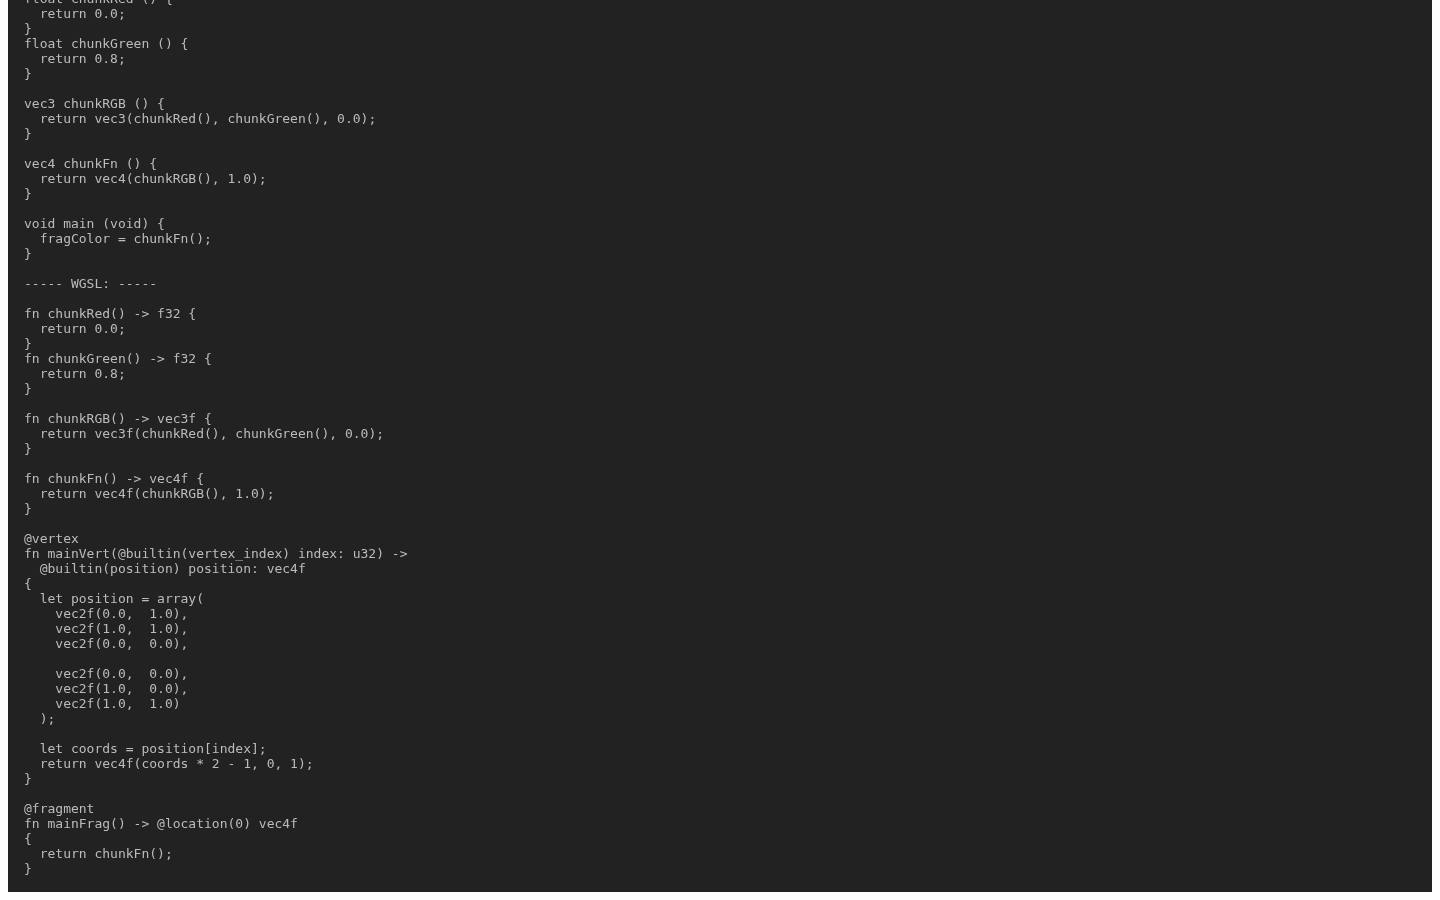 float chunkRed () {
  return 0.0;
}
float chunkGreen () {
  return 0.8;
}

vec3 chunkRGB () {
  return vec3(chunkRed(), chunkGreen(), 0.0);
}

vec4 chunkFn () {
  return vec4(chunkRGB(), 1.0);
}

void main (void) {
  fragColor = chunkFn();
}

----- WGSL: -----

fn chunkRed() -> f32 {
  return 0.0;
}
fn chunkGreen() -> f32 {
  return 0.8;
}

fn chunkRGB() -> vec3f {
  return vec3f(chunkRed(), chunkGreen(), 0.0);
}

fn chunkFn() -> vec4f {
  return vec4f(chunkRGB(), 1.0);
}

@vertex
fn mainVert(@builtin(vertex_index) index: u32) ->
  @builtin(position) position: vec4f
{
  let position = array(
    vec2f(0.0,  1.0),
    vec2f(1.0,  1.0),
    vec2f(0.0,  0.0),

    vec2f(0.0,  0.0),
    vec2f(1.0,  0.0),
    vec2f(1.0,  1.0)
  );

  let coords = position[index];
  return vec4f(coords * 2 - 1, 0, 1);
}

@fragment
fn mainFrag() -> @location(0) vec4f
{
  return chunkFn();
}